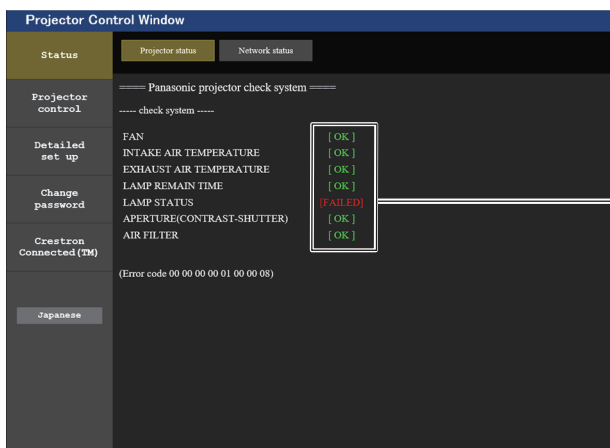 Projector Control Window
Status
Projector status
Network status
Projector
control
Detailed
set up
Change
password
Crestron
Connected(TM)
Japanese
==== Panasonic projector check system ====
----- check system -----
FAN [ OK ]
INTAKE AIR TEMPERATURE [ OK ]
EXHAUST AIR TEMPERATURE [ OK ]
LAMP REMAIN TIME [ OK ]
LAMP STATUS [FAILED]
APERTURE(CONTRAST-SHUTTER) [ OK ]
AIR FILTER [ OK ]
(Error code 00 00 00 00 01 00 00 08)